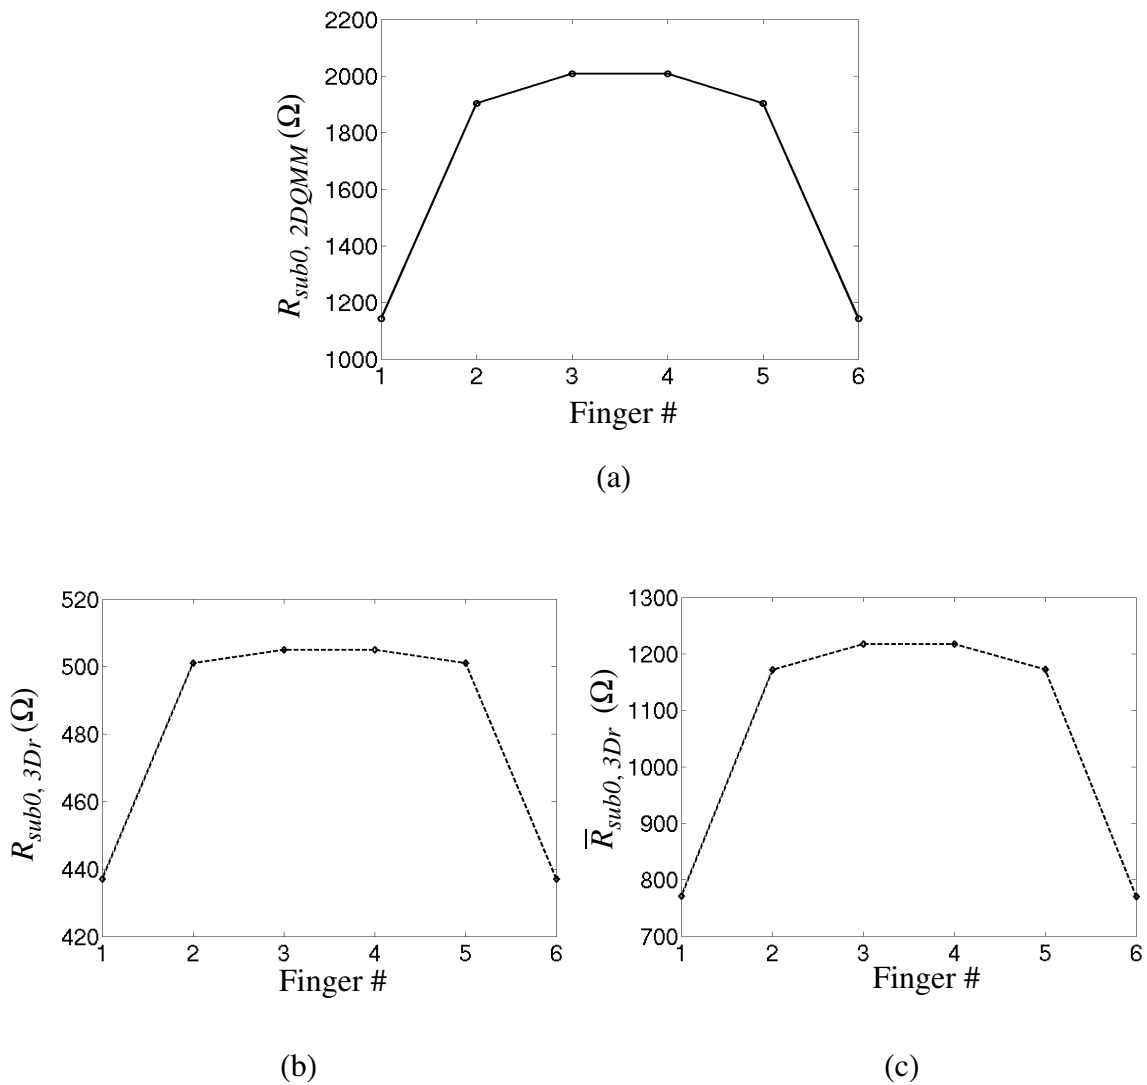 2200
2000
1800
1600
1400
1200
1000
R_sub0, 2DQMM (Ω)
1 2 3 4 5 6
Finger #
(a)
520
500
480
460
440
420
R_sub0, 3Dr (Ω)
1 2 3 4 5 6
Finger #
(b)
1300
1200
1100
1000
900
800
700
R̅_sub0, 3Dr (Ω)
1 2 3 4 5 6
Finger #
(c)